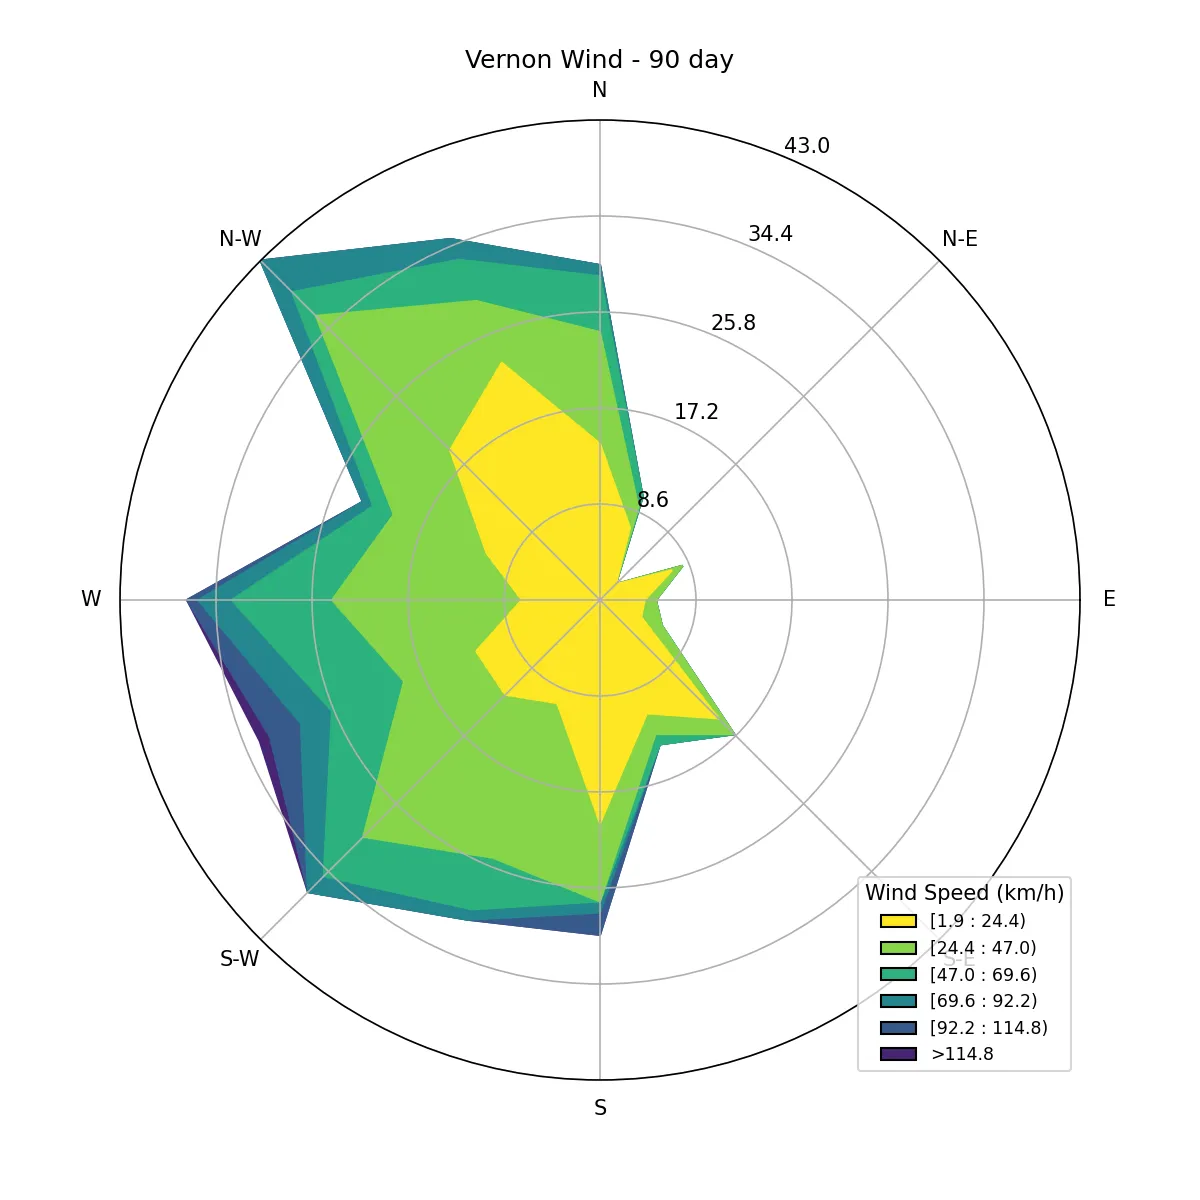 Vernon Wind - 90 day
N
43.0
34.4
N-W
N-E
25.8
17.2
8.6
W
E
S-W
S-E
Wind Speed (km/h)
[1.9 : 24.4)
[24.4 : 47.0)
[47.0 : 69.6)
[69.6 : 92.2)
[92.2 : 114.8)
>114.8
S